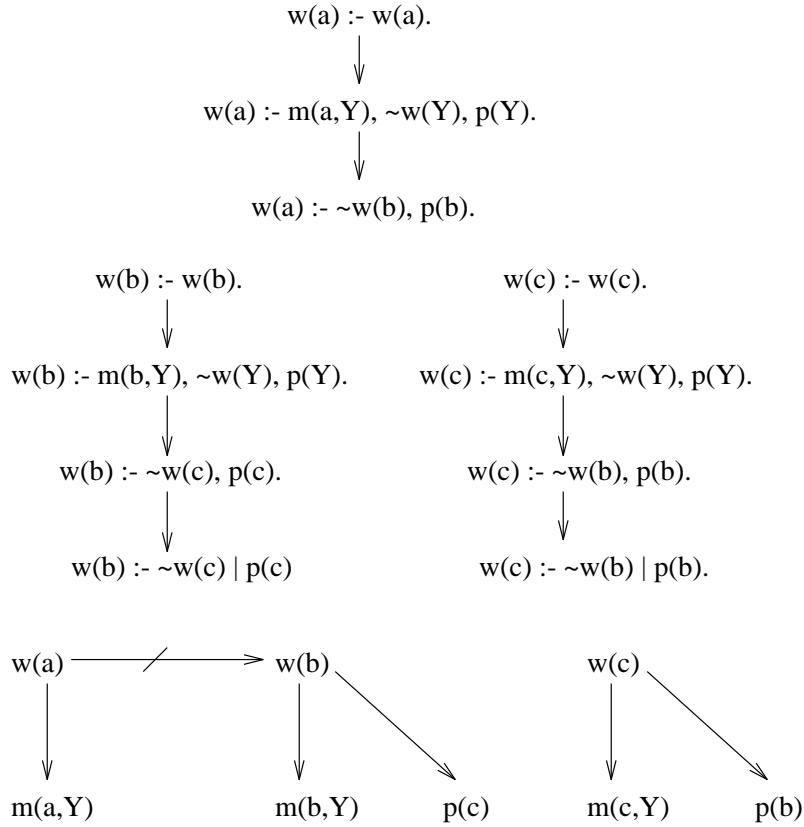 w(a) :- w(a).
w(a) :- m(a,Y), ~w(Y), p(Y).
w(a) :- ~w(b), p(b).
w(b) :- w(b).
w(c) :- w(c).
w(b) :- m(b,Y), ~w(Y), p(Y).
w(c) :- m(c,Y), ~w(Y), p(Y).
w(b) :- ~w(c), p(c).
w(c) :- ~w(b), p(b).
w(b) :- ~w(c) | p(c)
w(c) :- ~w(b) | p(b).
w(a) w(b) w(c)
m(a,Y) m(b,Y) p(c) m(c,Y) p(b)